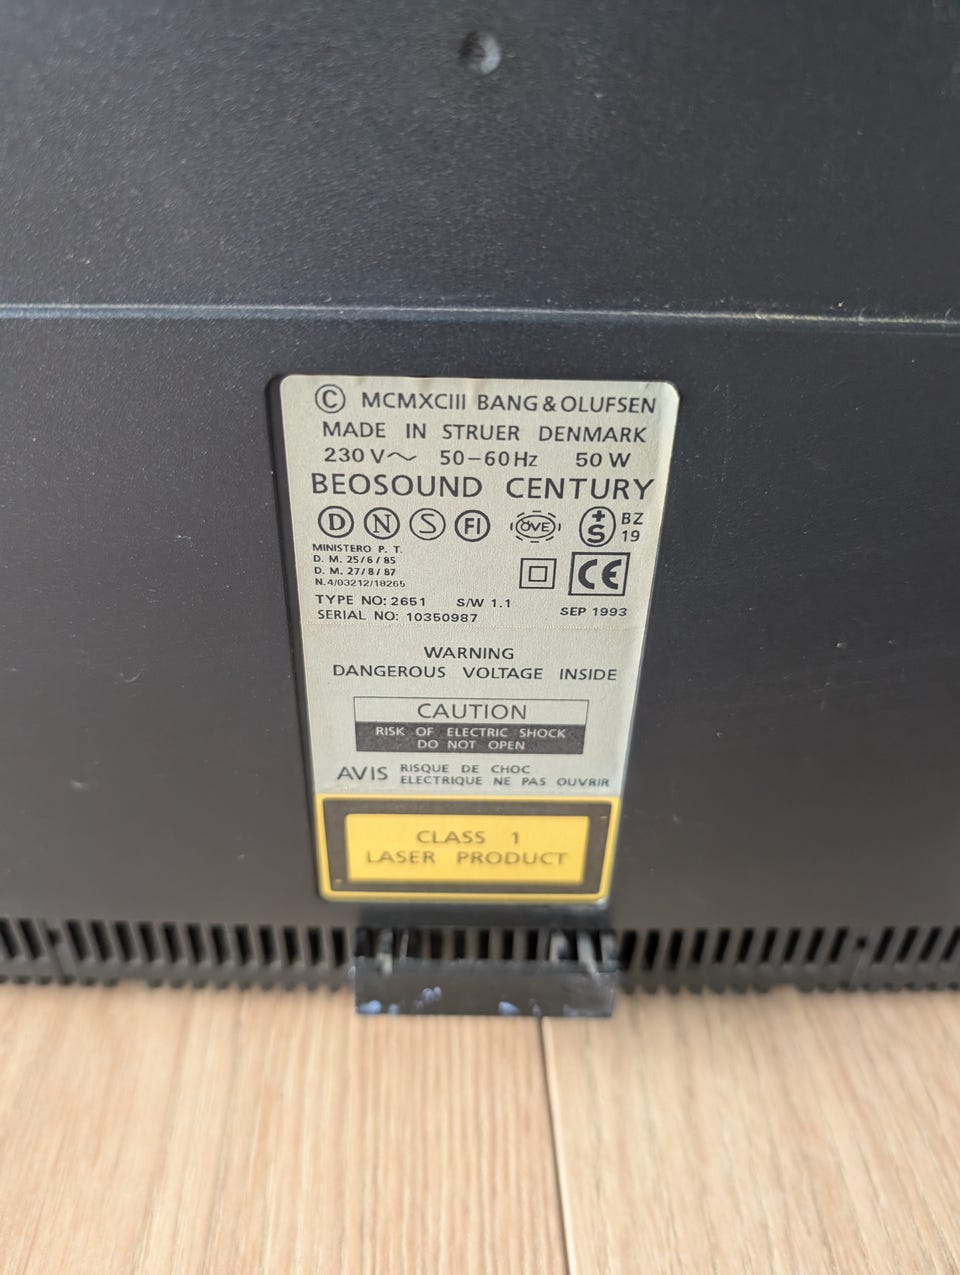 © MCMXCIII BANG & OLUFSEN
MADE IN STRUER DENMARK
230 V~ 50-60 Hz 50 W
BEOSOUND CENTURY
D N S FI ÖVE +S BZ 19
MINISTERO P. T.
D. M. 25/6/85
D. M. 27/8/87
N.4/03212/18265
CE
TYPE NO: 2651 S/W 1.1
SEP 1993
SERIAL NO: 10350987
WARNING
DANGEROUS VOLTAGE INSIDE
CAUTION
RISK OF ELECTRIC SHOCK
DO NOT OPEN
AVIS RISQUE DE CHOC
ELECTRIQUE NE PAS OUVRIR
CLASS 1
LASER PRODUCT